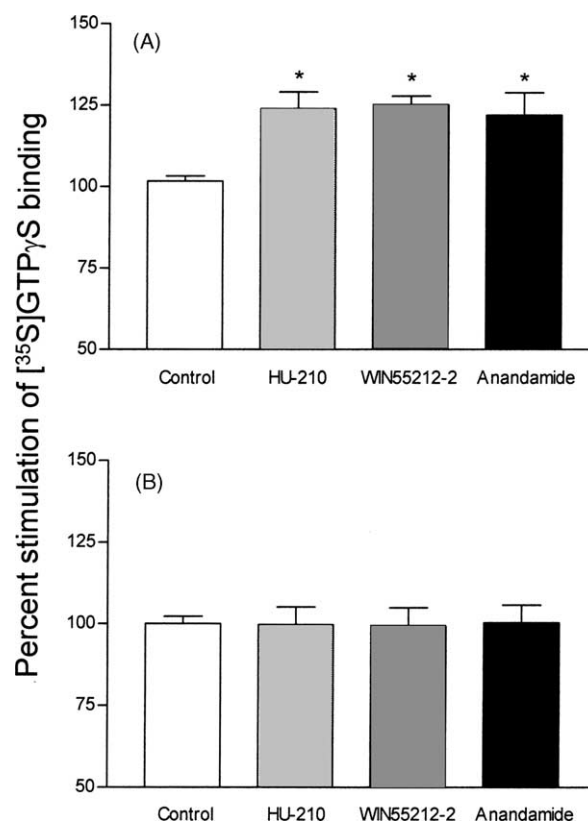 Percent stimulation of [³⁵S]GTPγS binding
(A)
150
125
100
75
50
* * *
Control HU-210 WIN55212-2 Anandamide
(B)
150
125
100
75
50
Control HU-210 WIN55212-2 Anandamide